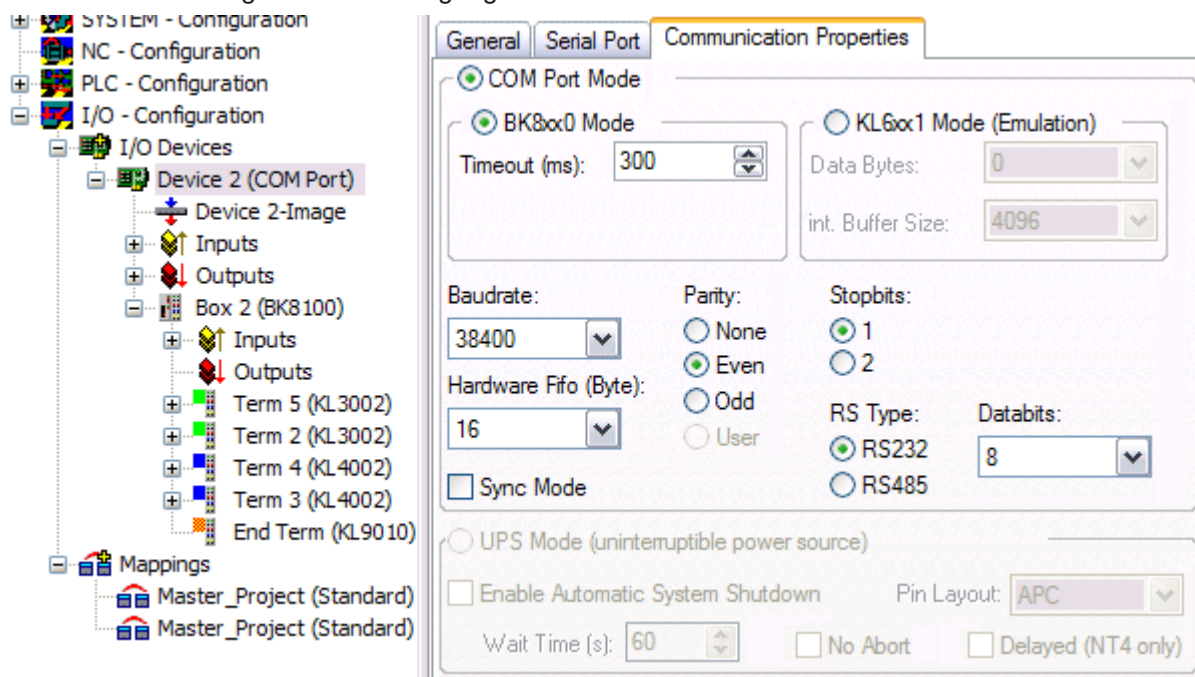 SYSTEM - Configuration
NC - Configuration
PLC - Configuration
I/O - Configuration
I/O Devices
Device 2 (COM Port)
Device 2-Image
Inputs
Outputs
Box 2 (BK8100)
Inputs
Outputs
Term 5 (KL3002)
Term 2 (KL3002)
Term 4 (KL4002)
Term 3 (KL4002)
End Term (KL9010)
Mappings
Master_Project (Standard)
Master_Project (Standard)
General Serial Port Communication Properties
COM Port Mode
BK8xx0 Mode
Timeout (ms): 300
KL6xx1 Mode (Emulation)
Data Bytes: 0
int. Buffer Size: 4096
Baudrate:
38400
Hardware Fifo (Byte):
16
Sync Mode
Parity:
None
Even
Odd
User
Stopbits:
1
2
RS Type:
RS232
RS485
Databits:
8
UPS Mode (uninterruptible power source)
Enable Automatic System Shutdown Pin Layout: APC
Wait Time (s): 60 No Abort Delayed (NT4 only)